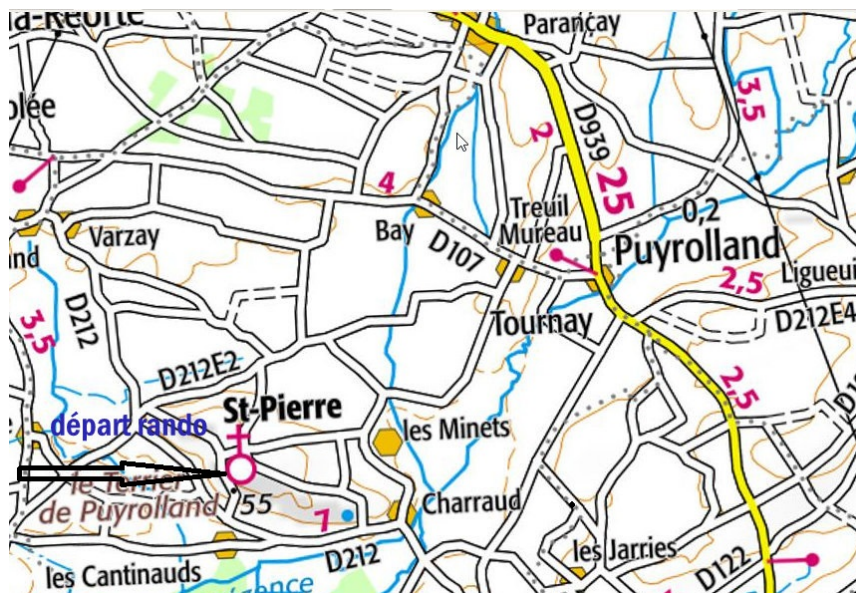 Parançay
3,5
2
D939
25
4
Treuil
Mureau
0,2
Bay
D107
Puyrolland
Varzay
2,5
Ligueui
D212
3,5
Tournay
D212E4
D212E2
2,5
St-Pierre
départ rando
les Minets
le Terrier
de Puyrolland
55
7
Charraud
D212
les Jarries
D122
les Cantinauds